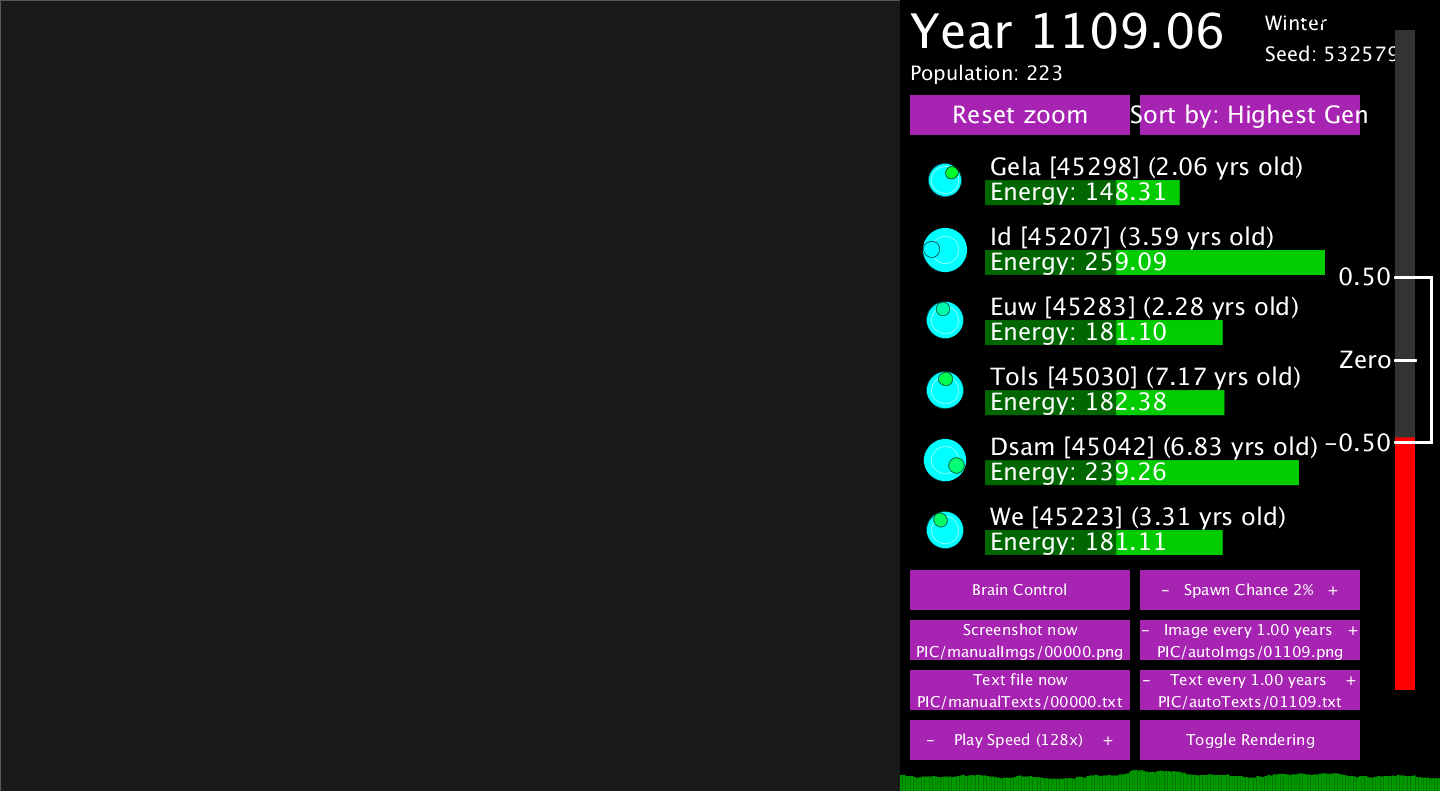 Year 1109.06
Winter
Seed: 532579
Population: 223
Reset zoom
Sort by: Highest Gen
Gela [45298] (2.06 yrs old)
Energy: 148.31
Id [45207] (3.59 yrs old)
Energy: 259.09
0.50
Euw [45283] (2.28 yrs old)
Energy: 181.10
Zero
Tols [45030] (7.17 yrs old)
Energy: 182.38
Dsam [45042] (6.83 yrs old)
-0.50
Energy: 239.26
We [45223] (3.31 yrs old)
Energy: 181.11
Brain Control
- Spawn Chance 2% +
Screenshot now
PIC/manualImgs/00000.png
- Image every 1.00 years +
PIC/autoImgs/01109.png
Text file now
PIC/manualTexts/00000.txt
- Text every 1.00 years +
PIC/autoTexts/01109.txt
- Play Speed (128x) +
Toggle Rendering